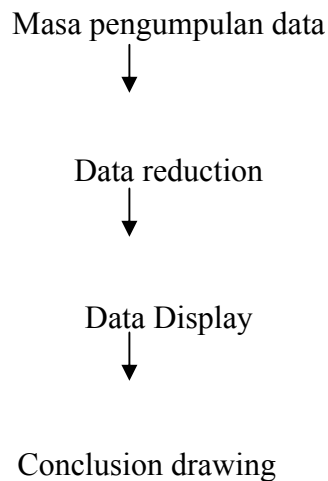 Masa pengumpulan data
Data reduction
Data Display
Conclusion drawing